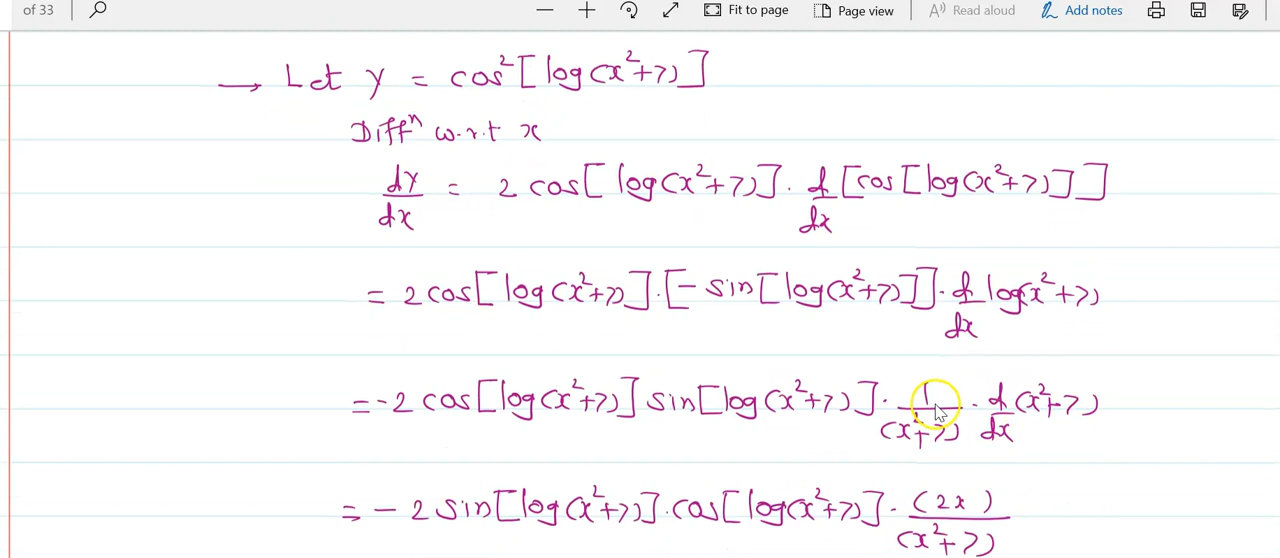 of 33 Fit to page Page view Read aloud Add notes
→ Let y = cos²[log(x²+7)]
Diffⁿ w.r.t x
dy/dx = 2 cos[log(x²+7)] · d/dx [cos[log(x²+7)]]
= 2cos[log(x²+7)]·[-sin[log(x²+7)]]· d/dx log(x²+7)
= -2 cos[log(x²+7)] sin[log(x²+7)] · 1/(x²+7) · d/dx (x²+7)
= -2 sin[log(x²+7)]·cos[log(x²+7)] · (2x)/(x²+7)